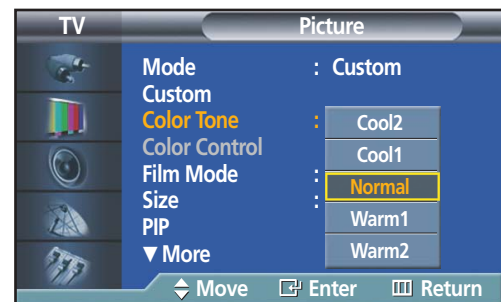 TV Picture
Mode : Custom
Custom
Color Tone : Cool2
Color Control Cool1
Film Mode : Normal
Size : Warm1
PIP Warm2
▼More
Move Enter Return